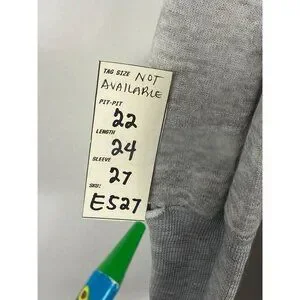 TAG SIZE NOT
AVAILABLE
PIT-PIT
22
LENGTH
24
SLEEVE
27
SKU:
E527